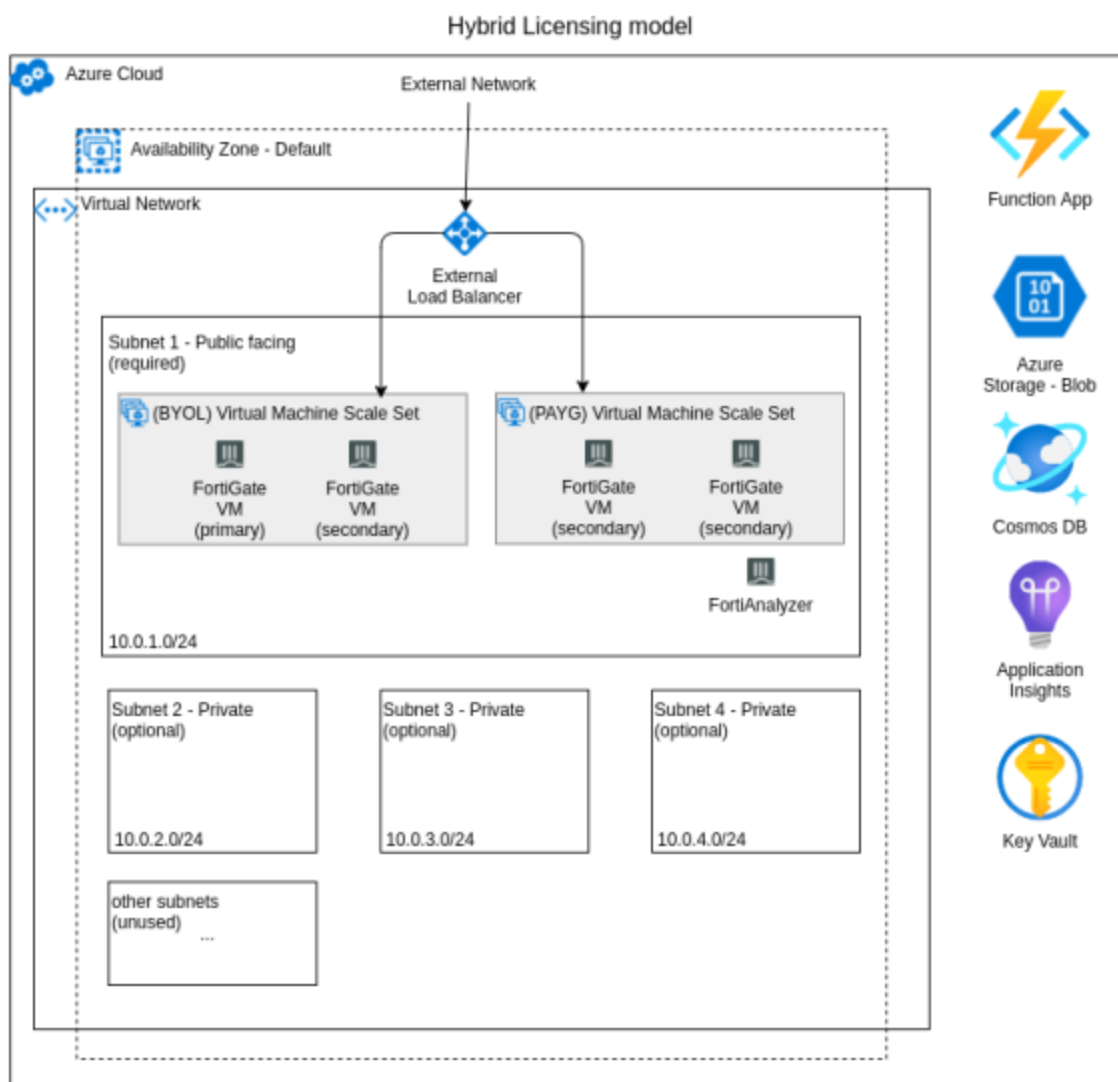 Hybrid Licensing model
Azure Cloud
External Network
Availability Zone - Default
Virtual Network
External
Load Balancer
Subnet 1 - Public facing
(required)
(BYOL) Virtual Machine Scale Set
FortiGate
VM
(primary)
FortiGate
VM
(secondary)
(PAYG) Virtual Machine Scale Set
FortiGate
VM
(secondary)
FortiGate
VM
(secondary)
FortiAnalyzer
10.0.1.0/24
Subnet 2 - Private
(optional)
10.0.2.0/24
Subnet 3 - Private
(optional)
10.0.3.0/24
Subnet 4 - Private
(optional)
10.0.4.0/24
other subnets
(unused)
...
Function App
10
01
Azure
Storage - Blob
Cosmos DB
Application
Insights
Key Vault